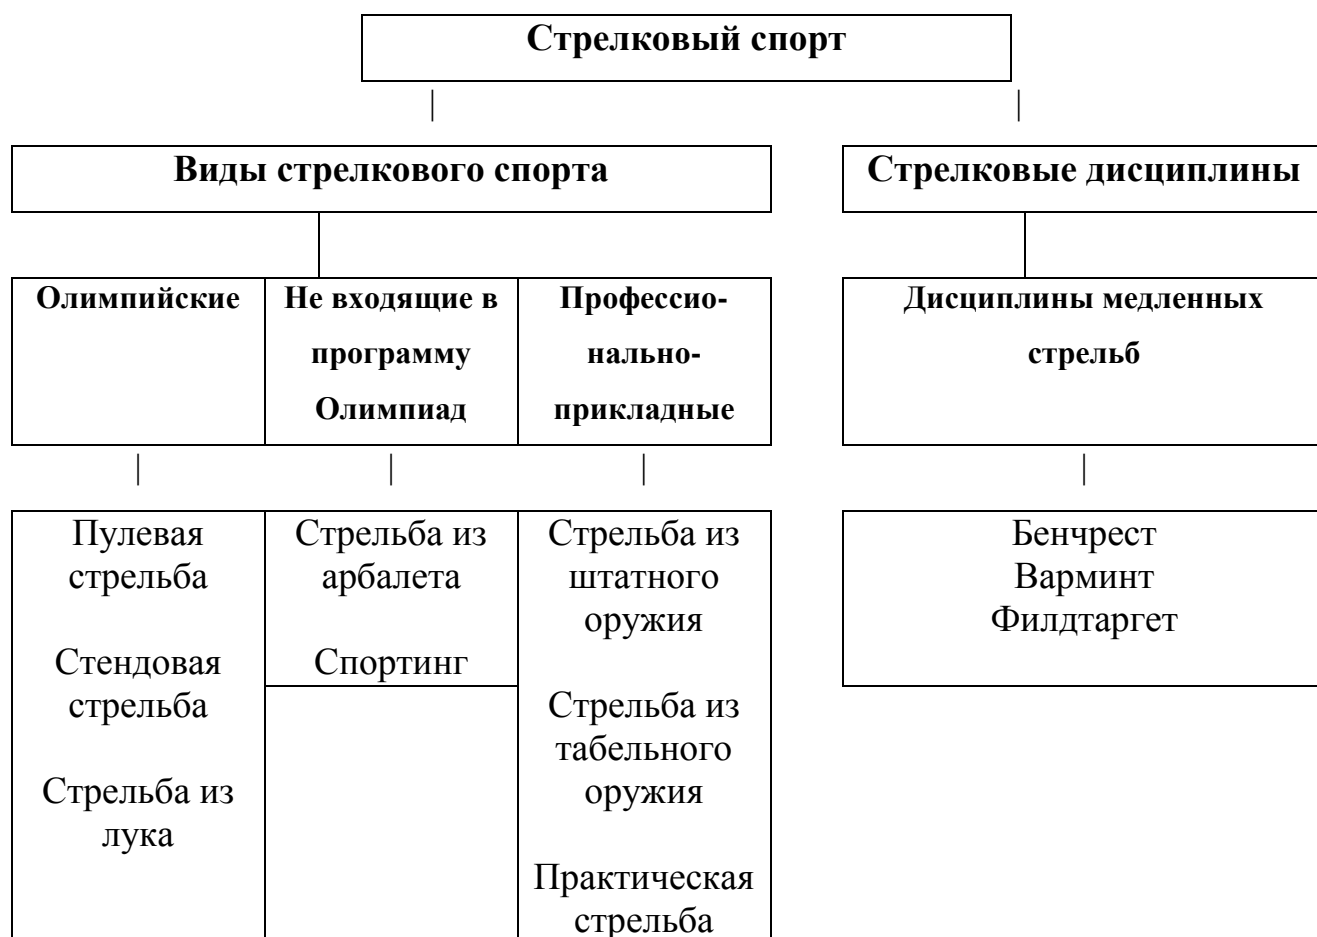 Стрелковый спорт
Виды стрелкового спорта
Стрелковые дисциплины
Олимпийские
Не входящие в
программу
Олимпиад
Профессио-
нально-
прикладные
Дисциплины медленных
стрельб
Пулевая
стрельба
Стендовая
стрельба
Стрельба из
лука
Стрельба из
арбалета
Спортинг
Стрельба из
штатного
оружия
Стрельба из
табельного
оружия
Практическая
стрельба
Бенчрест
Варминт
Филдтаргет